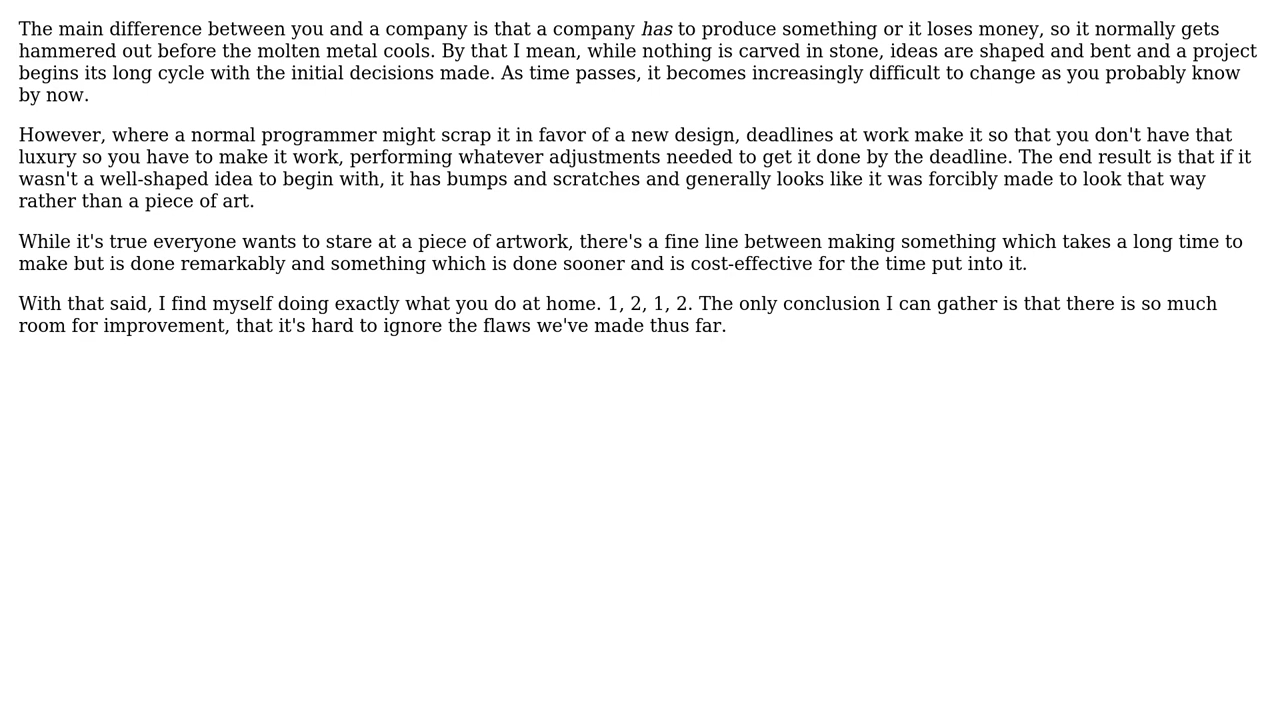 The main difference between you and a company is that a company has to produce something or it loses money, so it normally gets
hammered out before the molten metal cools. By that I mean, while nothing is carved in stone, ideas are shaped and bent and a project
begins its long cycle with the initial decisions made. As time passes, it becomes increasingly difficult to change as you probably know
by now.
However, where a normal programmer might scrap it in favor of a new design, deadlines at work make it so that you don't have that
luxury so you have to make it work, performing whatever adjustments needed to get it done by the deadline. The end result is that if it
wasn't a well-shaped idea to begin with, it has bumps and scratches and generally looks like it was forcibly made to look that way
rather than a piece of art.
While it's true everyone wants to stare at a piece of artwork, there's a fine line between making something which takes a long time to
make but is done remarkably and something which is done sooner and is cost-effective for the time put into it.
With that said, I find myself doing exactly what you do at home. 1, 2, 1, 2. The only conclusion I can gather is that there is so much
room for improvement, that it's hard to ignore the flaws we've made thus far.